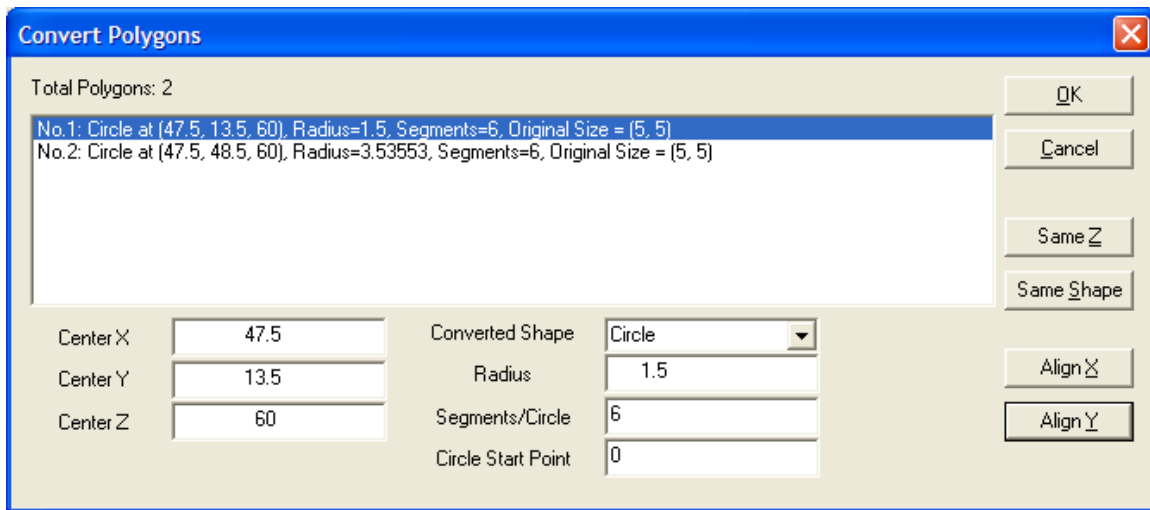 Convert Polygons
Total Polygons: 2
OK
No.1: Circle at (47.5, 13.5, 60), Radius=1.5, Segments=6, Original Size = (5, 5)
No.2: Circle at (47.5, 48.5, 60), Radius=3.53553, Segments=6, Original Size = (5, 5)
Cancel
Same Z
Same Shape
Center X 47.5
Converted Shape Circle
Align X
Center Y 13.5
Radius 1.5
Center Z 60
Segments/Circle 6
Align Y
Circle Start Point 0